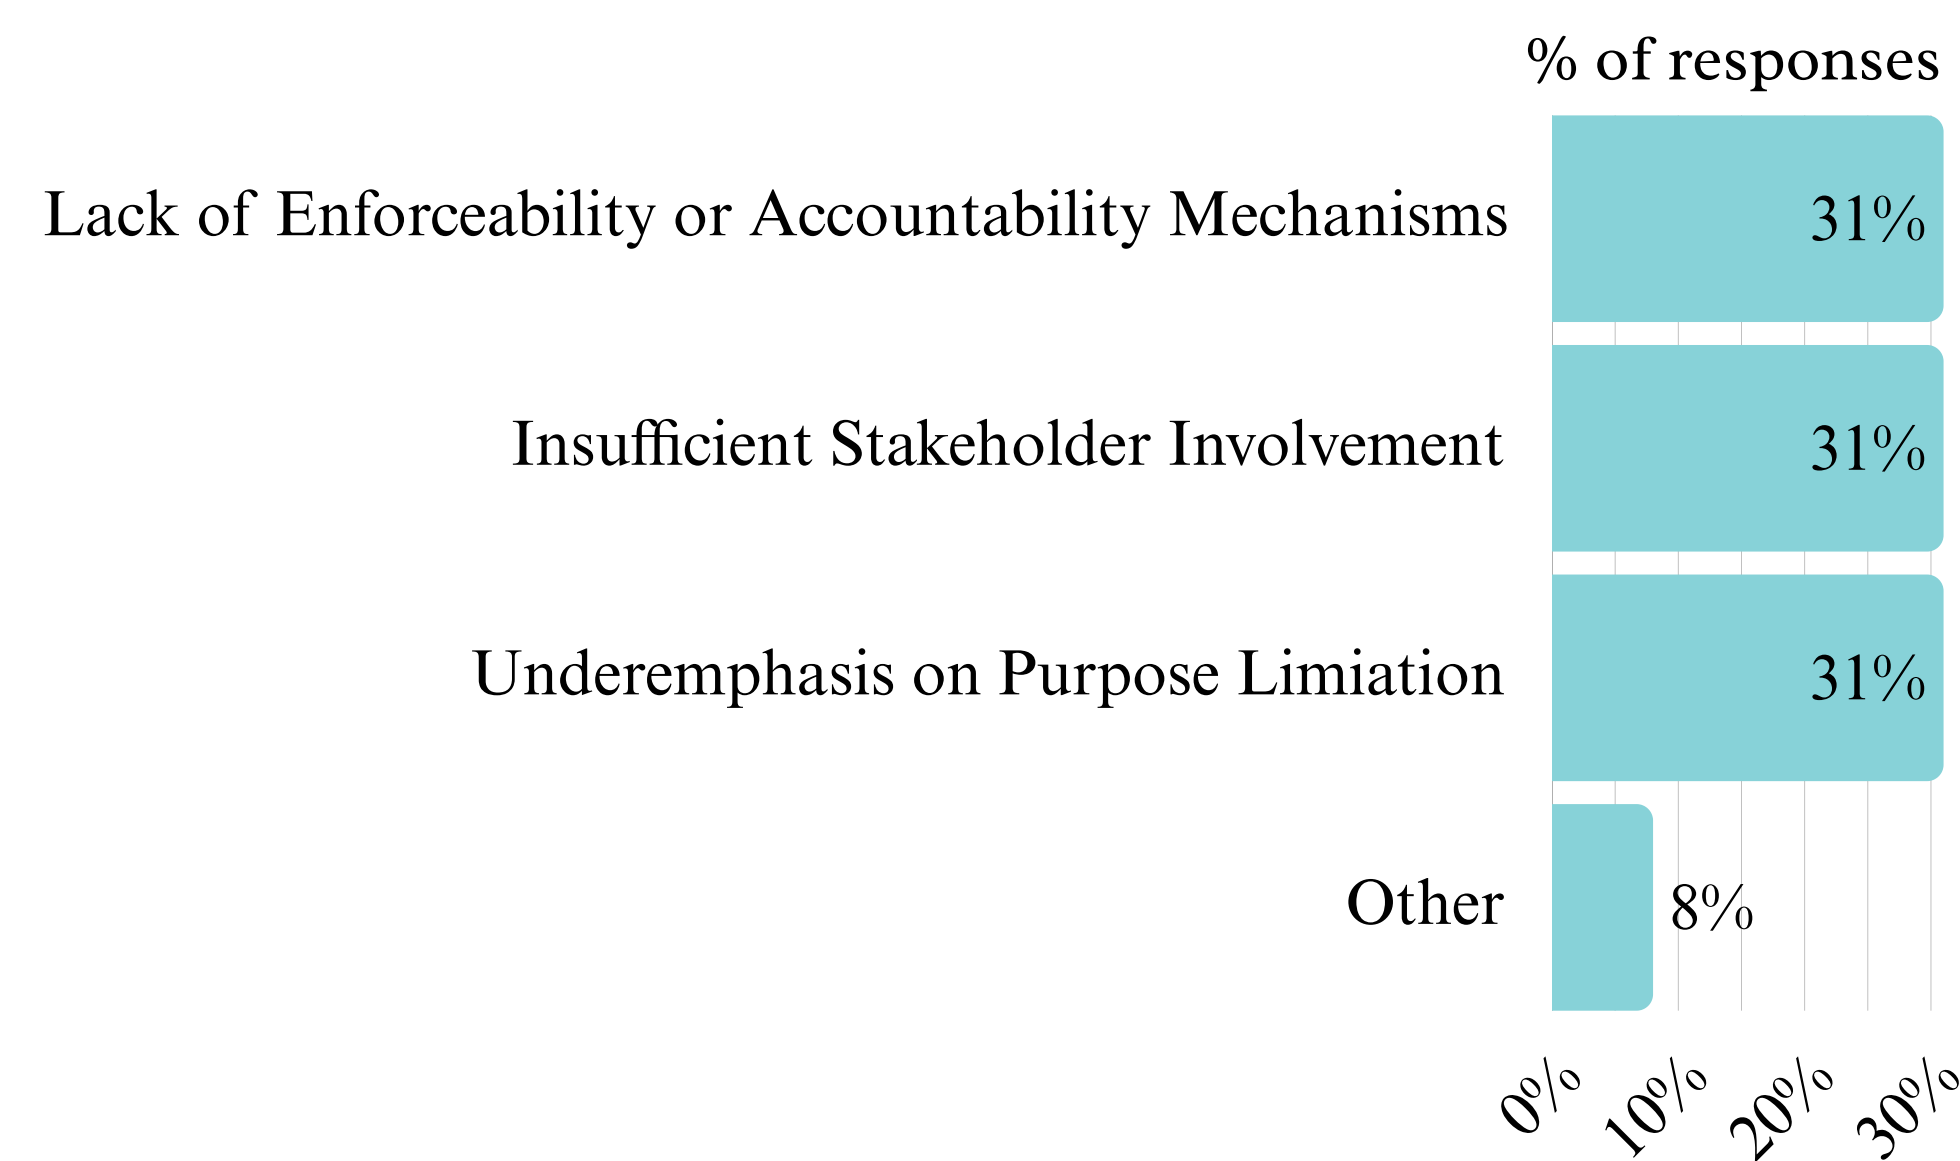 % of responses
Lack of Enforceability or Accountability Mechanisms 31%
Insufficient Stakeholder Involvement 31%
Underemphasis on Purpose Limiation 31%
Other 8%
0% 10% 20% 30%